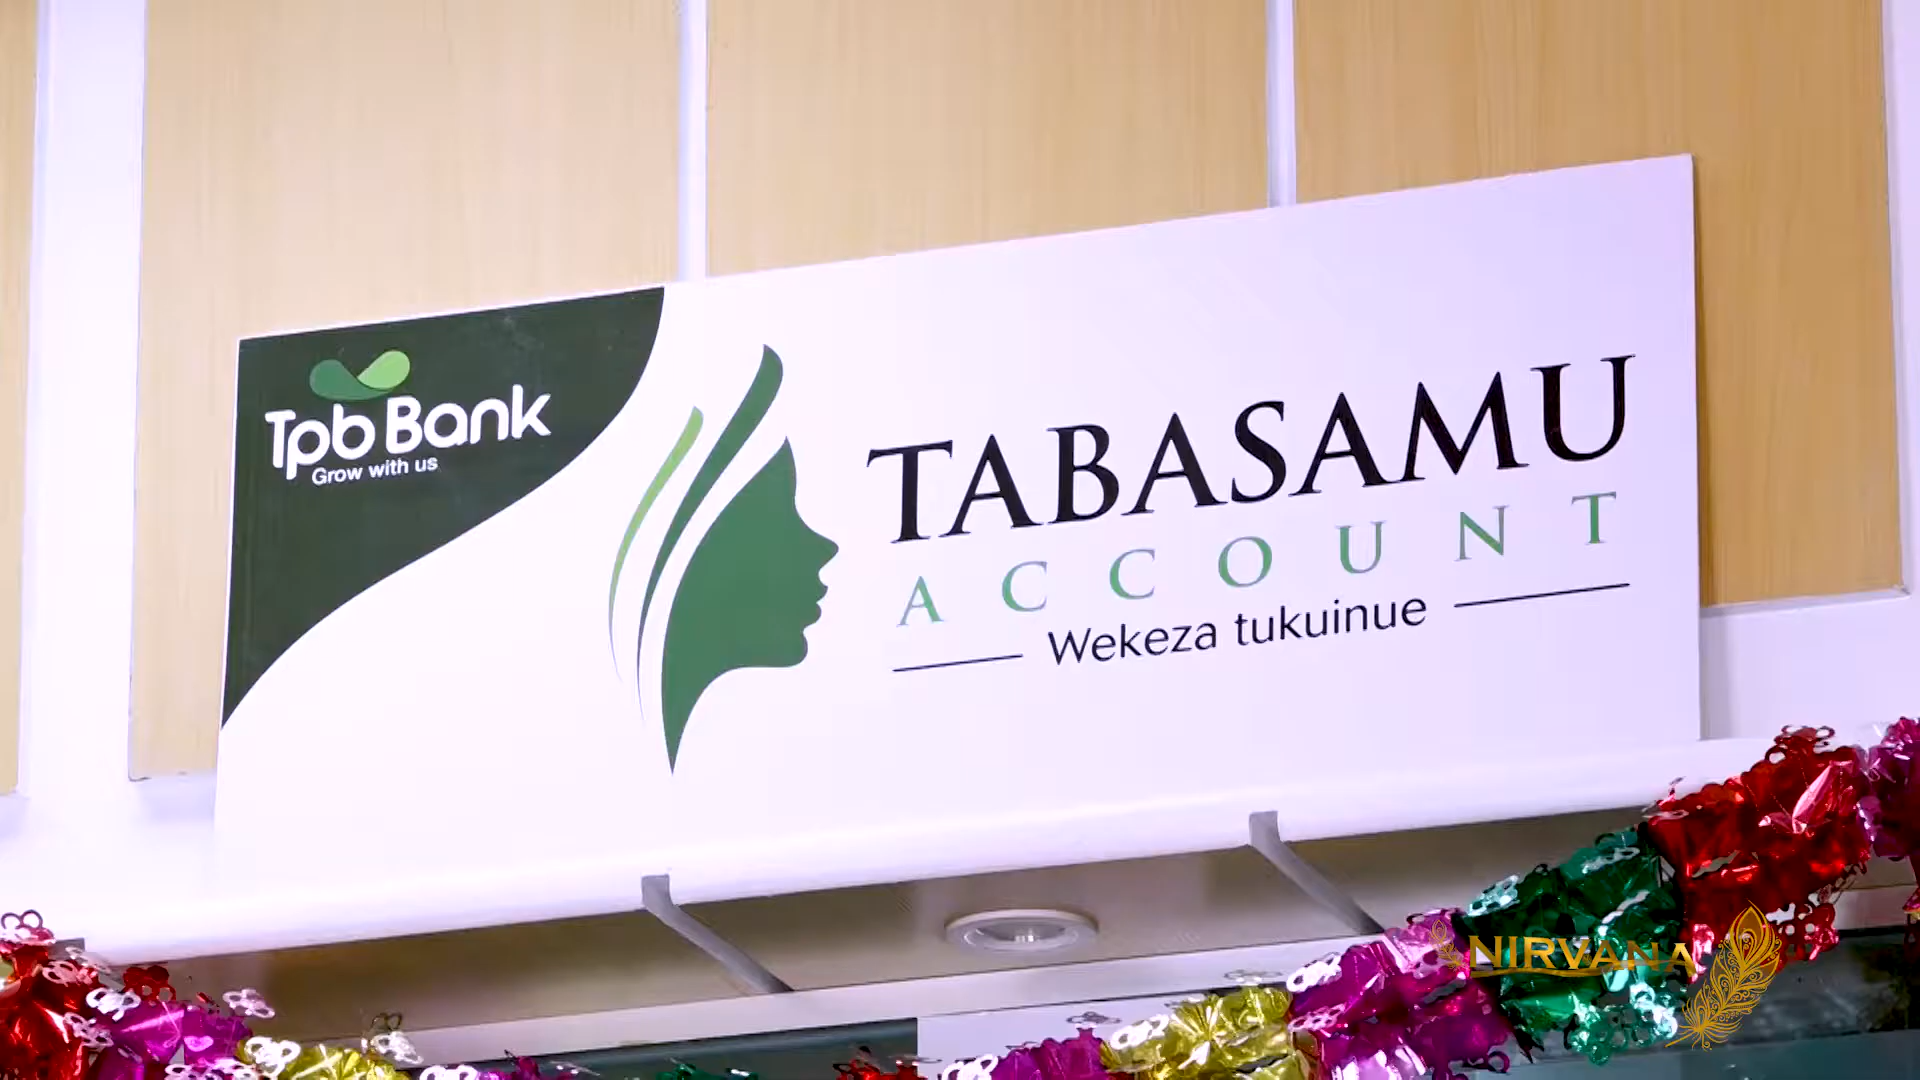 Tpb Bank
Grow with us
TABASAMU
ACCOUNT
Wekeza tukuinue
NIRVANA